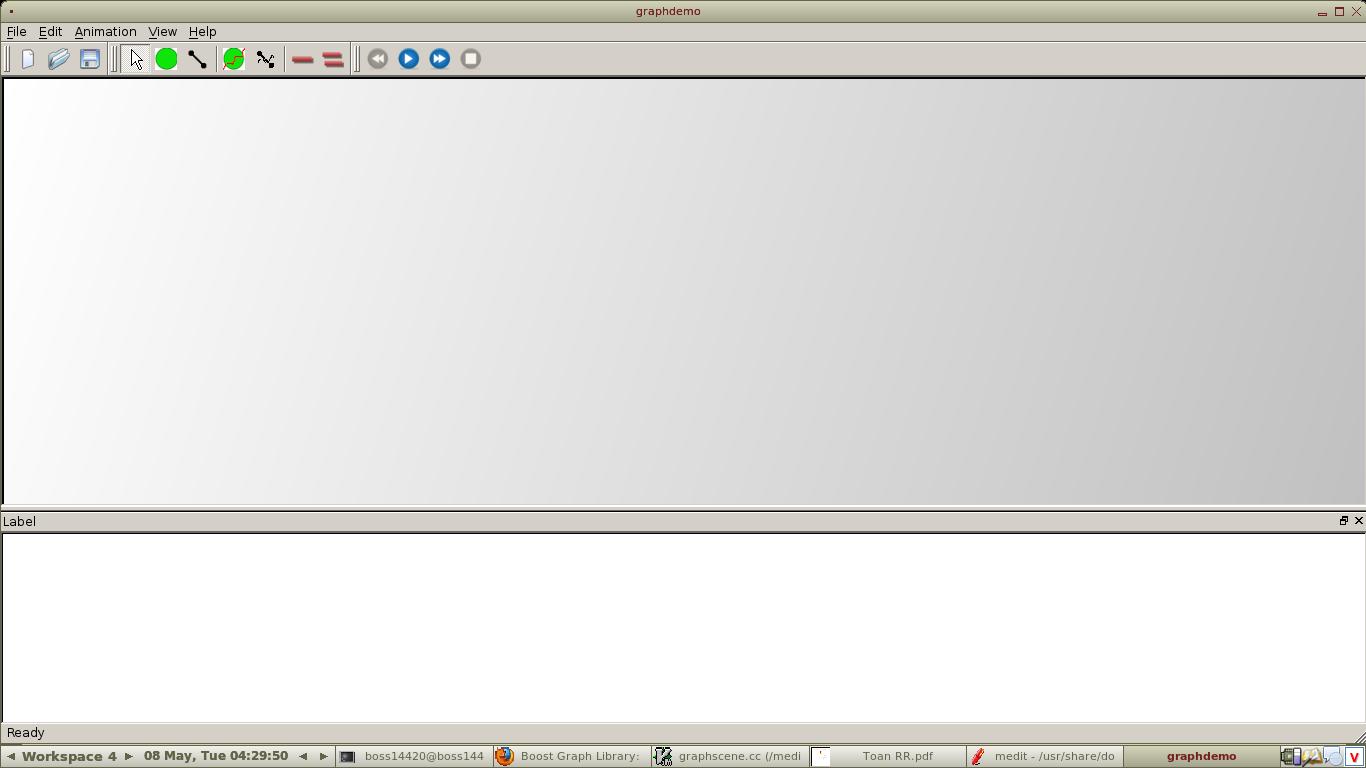 graphdemo
File Edit Animation View Help
Label
Ready
Workspace 4 08 May, Tue 04:29:50 boss14420@boss144 Boost Graph Library: graphscene.cc (/medi Toan RR.pdf medit - /usr/share/do graphdemo V